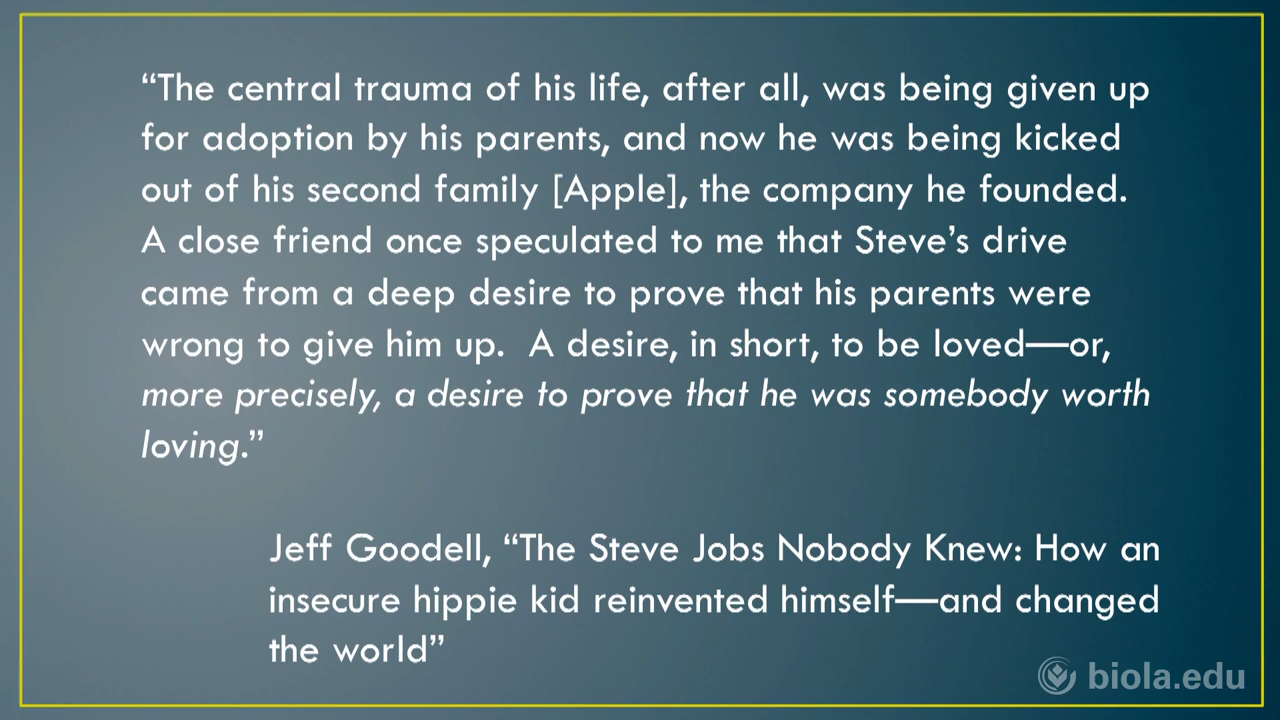 “The central trauma of his life, after all, was being given up
for adoption by his parents, and now he was being kicked
out of his second family [Apple], the company he founded.
A close friend once speculated to me that Steve’s drive
came from a deep desire to prove that his parents were
wrong to give him up.  A desire, in short, to be loved—or,
more precisely, a desire to prove that he was somebody worth
loving.”
Jeff Goodell, “The Steve Jobs Nobody Knew: How an
insecure hippie kid reinvented himself—and changed
the world”
biola.edu